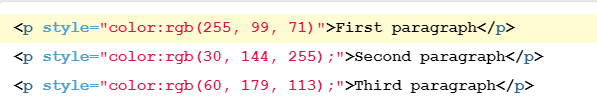 <p style="color:rgb(255, 99, 71)">First paragraph</p>
<p style="color:rgb(30, 144, 255);">Second paragraph</p>
<p style="color:rgb(60, 179, 113);">Third paragraph</p>